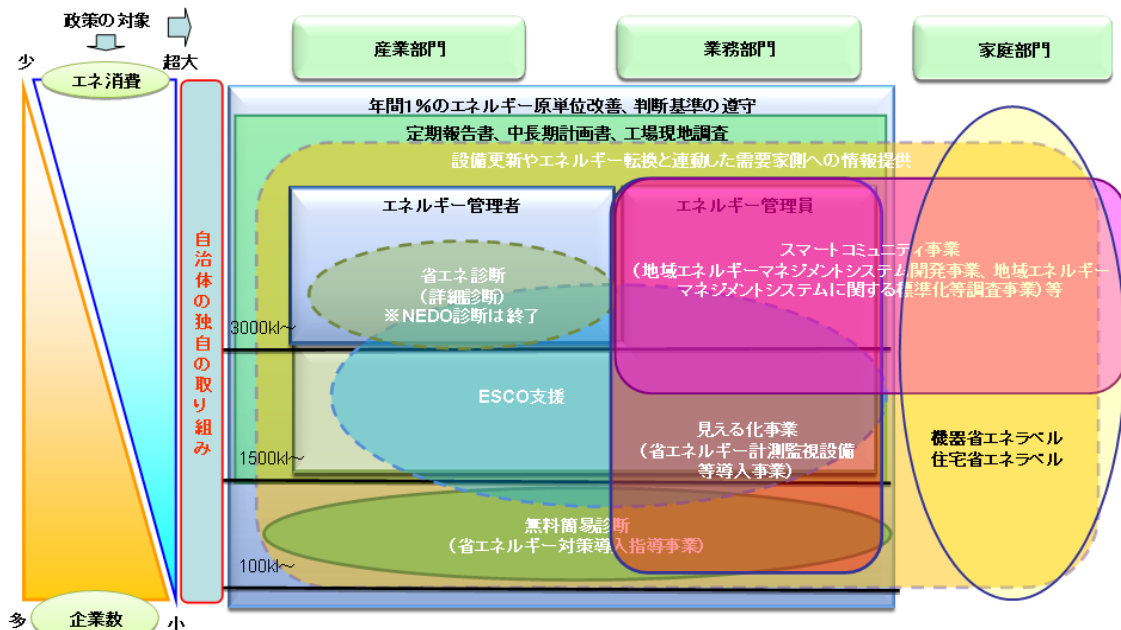 政策の対象
少
エネ消費
超大
産業部門
業務部門
家庭部門
年間1%のエネルギー原単位改善、判断基準の遵守
定期報告書、中長期計画書、工場現地調査
設備更新やエネルギー転換と連動した需要家側への情報提供
エネルギー管理者
エネルギー管理員
自治体の独自の取り組み
省エネ診断
（詳細診断）
※NEDO診断は終了
スマートコミュニティ事業
（地域エネルギーマネジメントシステム開発事業、地域エネルギー
マネジメントシステムに関する標準化等調査事業）等
3000kl～
ESCO支援
見える化事業
（省エネルギー計測監視設備
等導入事業）
機器省エネラベル
住宅省エネラベル
1500kl～
無料簡易診断
（省エネルギー対策導入指導事業）
100kl～
多
企業数
小